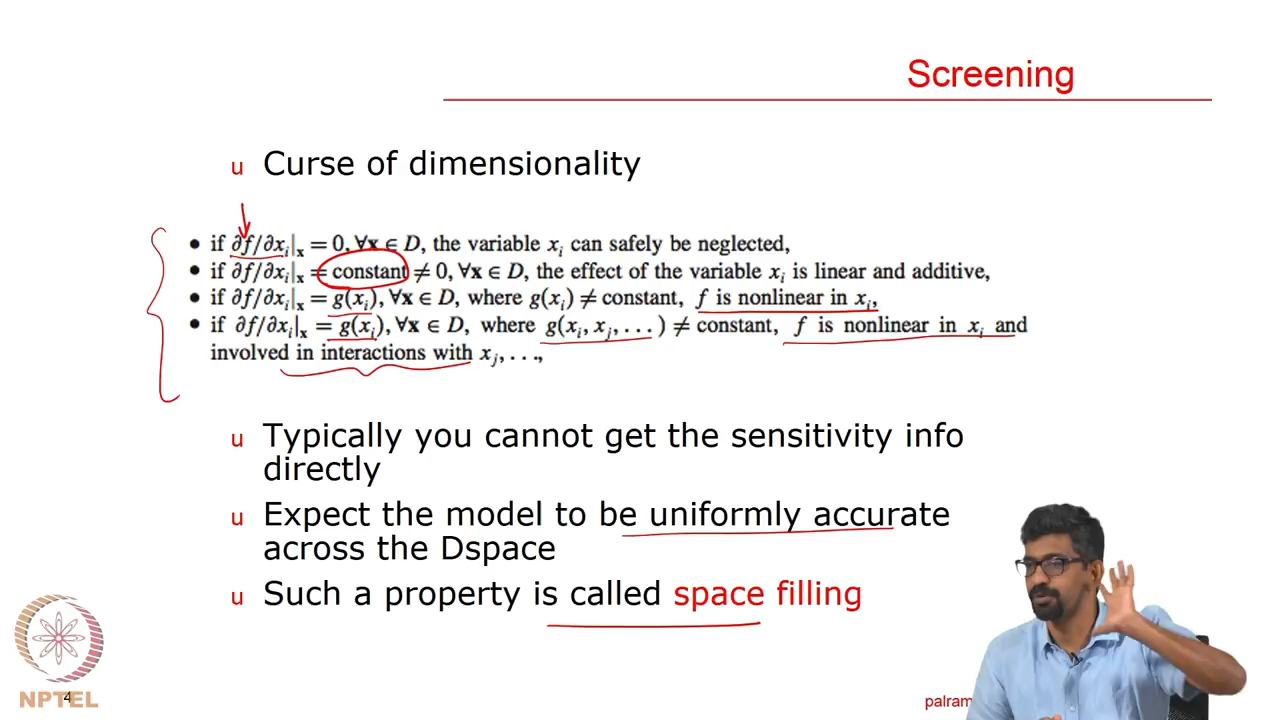 Screening
u Curse of dimensionality
• if ∂f/∂xᵢ|ₓ = 0, ∀x ∈ D, the variable xᵢ can safely be neglected,
• if ∂f/∂xᵢ|ₓ = constant ≠ 0, ∀x ∈ D, the effect of the variable xᵢ is linear and additive,
• if ∂f/∂xᵢ|ₓ = g(xᵢ), ∀x ∈ D, where g(xᵢ) ≠ constant, f is nonlinear in xᵢ,
• if ∂f/∂xᵢ|ₓ = g(xᵢ), ∀x ∈ D, where g(xᵢ, xⱼ, . . . ) ≠ constant, f is nonlinear in xᵢ and
involved in interactions with xⱼ, . . .,
u Typically you cannot get the sensitivity info
directly
u Expect the model to be uniformly accurate
across the Dspace
u Such a property is called space filling
NPTEL
4
palram